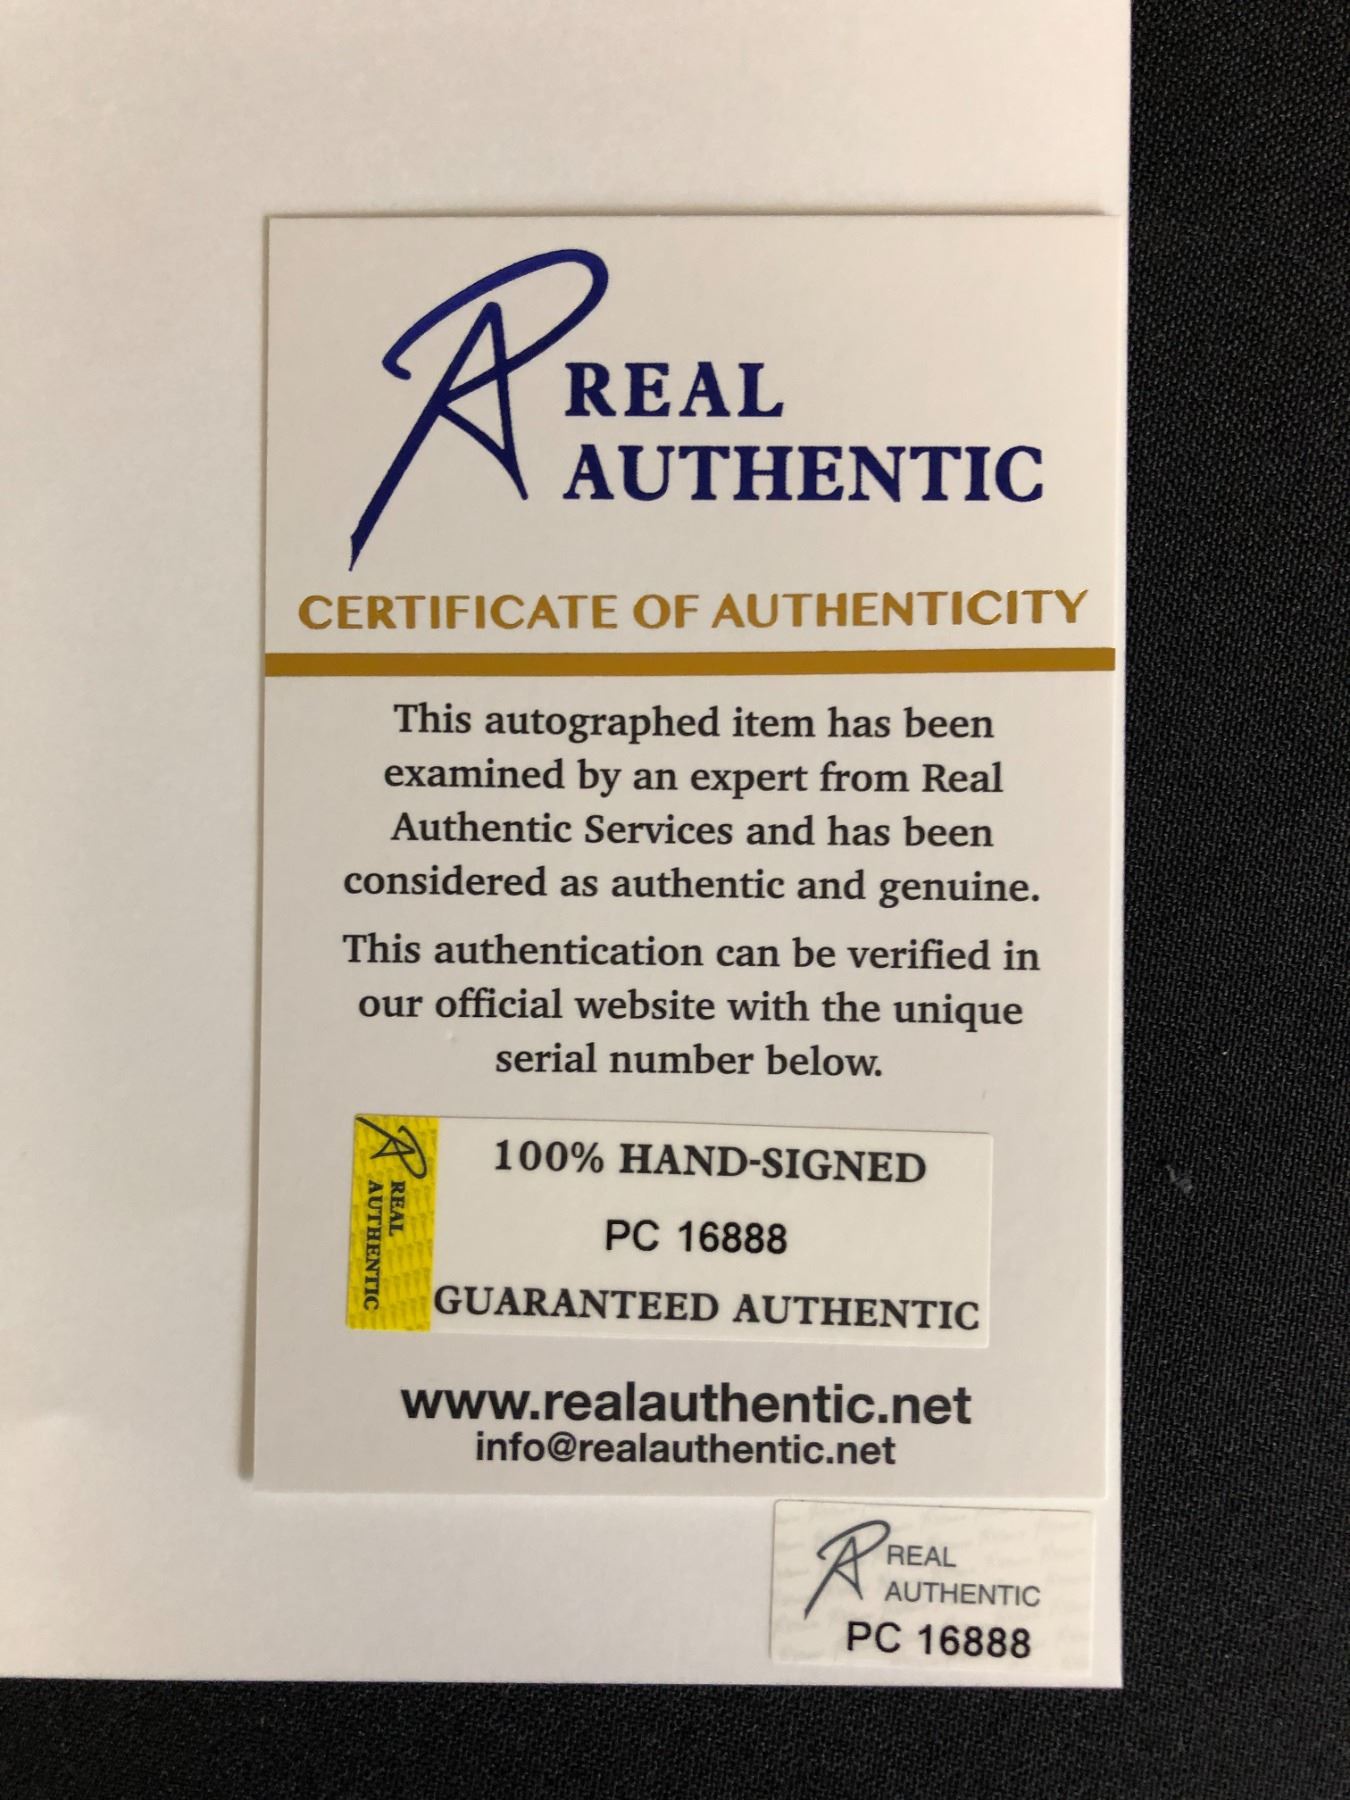 REAL
AUTHENTIC
CERTIFICATE OF AUTHENTICITY
This autographed item has been
examined by an expert from Real
Authentic Services and has been
considered as authentic and genuine.
This authentication can be verified in
our official website with the unique
serial number below.
REAL
AUTHENTIC
100% HAND-SIGNED
PC 16888
GUARANTEED AUTHENTIC
www.realauthentic.net
info@realauthentic.net
REAL
AUTHENTIC
PC 16888